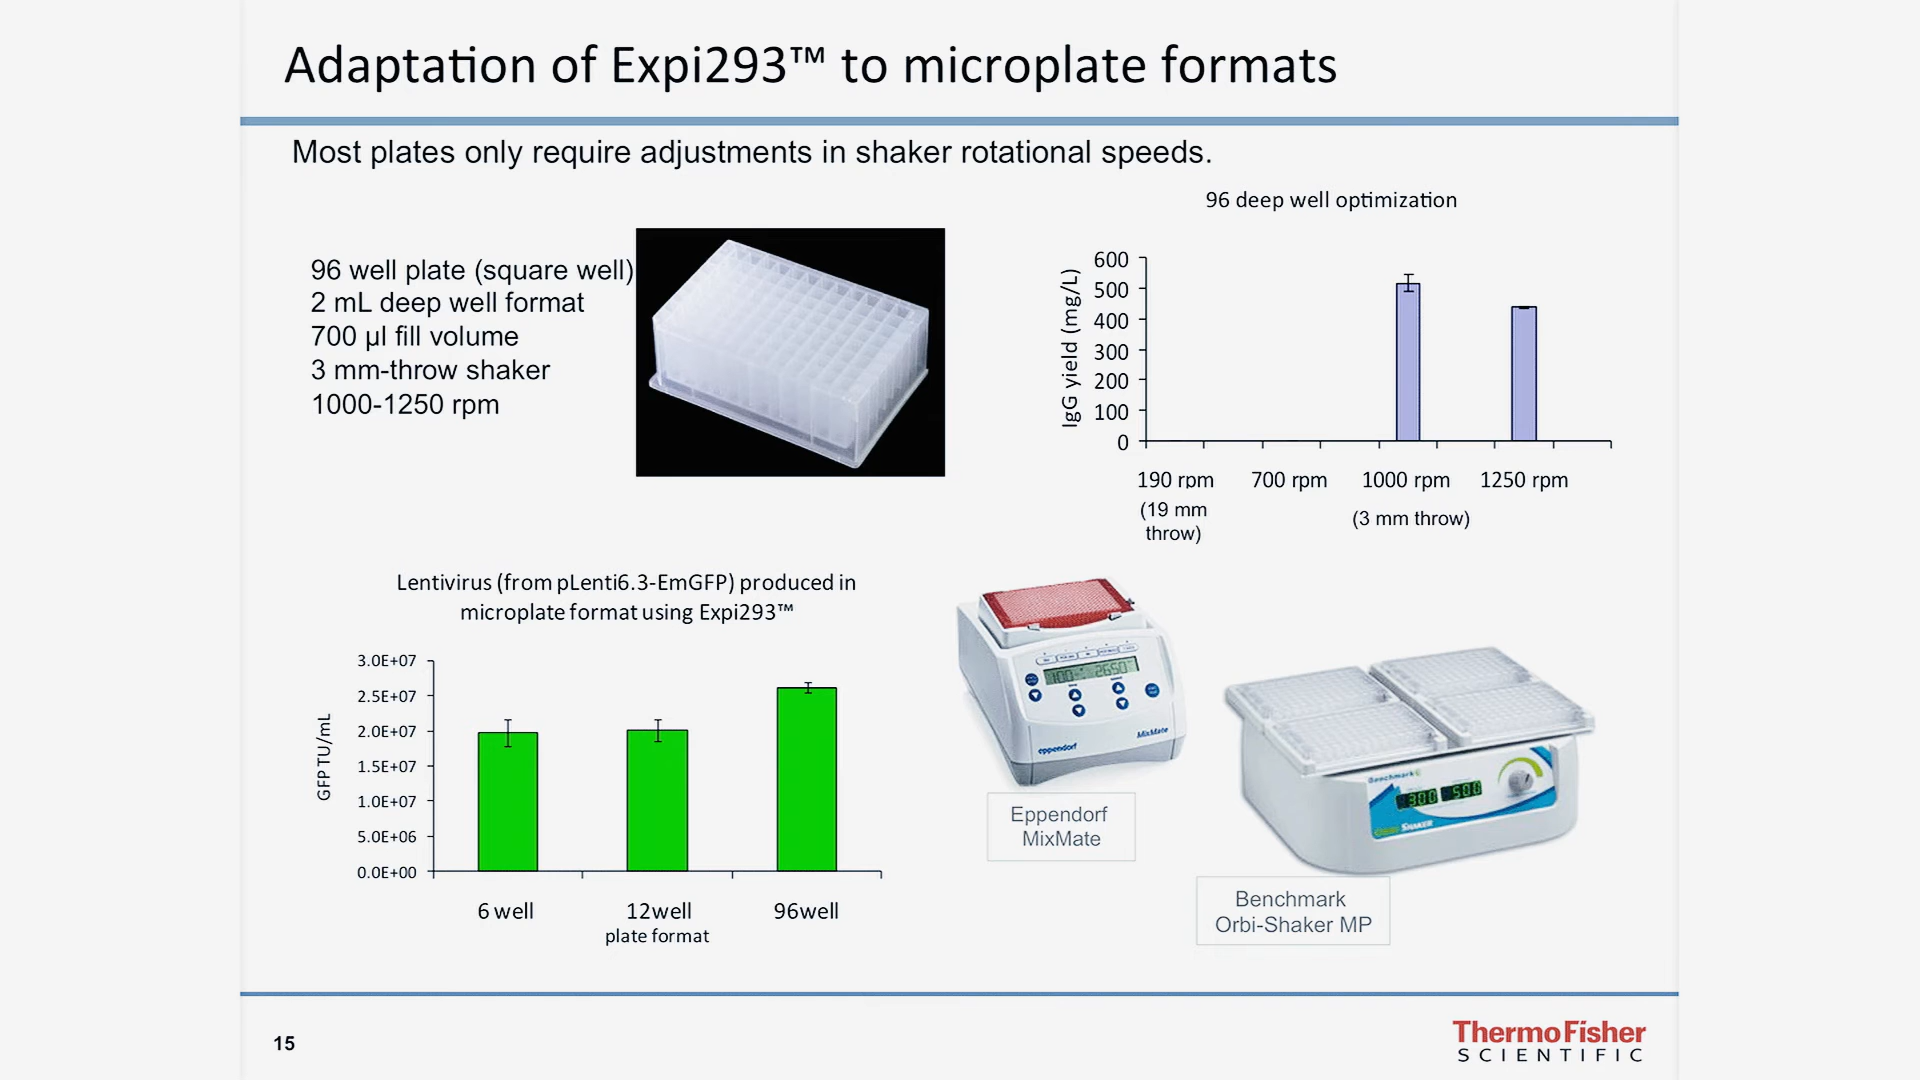 Adaptation of Expi293™ to microplate formats
Most plates only require adjustments in shaker rotational speeds.
96 well plate (square well)
2 mL deep well format
700 µl fill volume
3 mm-throw shaker
1000-1250 rpm
96 deep well optimization
IgG yield (mg/L)
600
500
400
300
200
100
0
190 rpm
700 rpm
1000 rpm
1250 rpm
(19 mm
throw)
(3 mm throw)
Lentivirus (from pLenti6.3-EmGFP) produced in
microplate format using Expi293™
GFP TU/mL
3.0E+07
2.5E+07
2.0E+07
1.5E+07
1.0E+07
5.0E+06
0.0E+00
6 well
12well
96well
plate format
eppendorf
MixMate
Eppendorf
MixMate
Benchmark
300 500
SHAKER
Benchmark
Orbi-Shaker MP
15
ThermoFisher
SCIENTIFIC